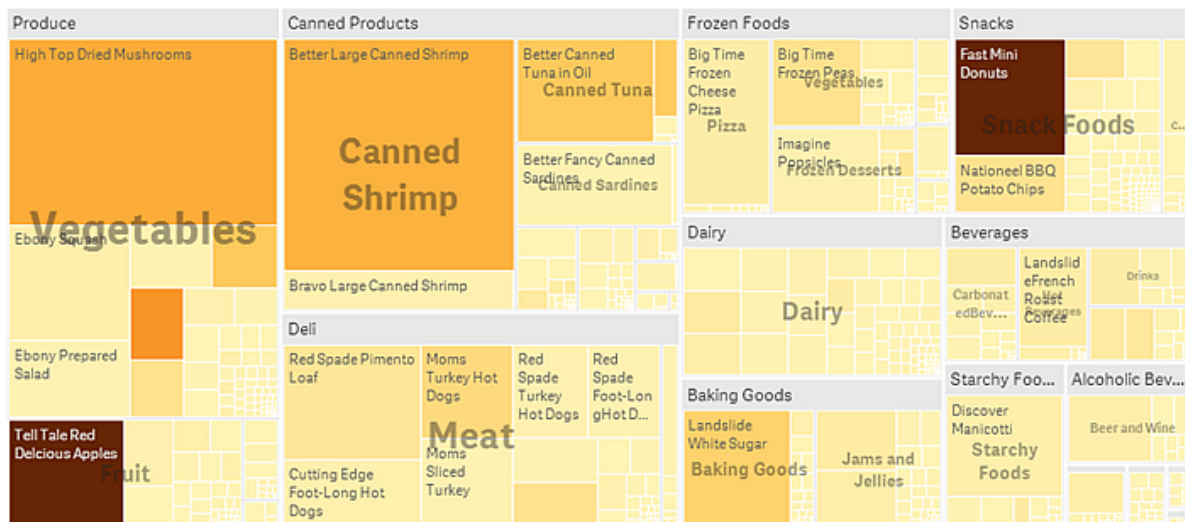 Produce
High Top Dried Mushrooms
Vegetables
Ebony Squash
Ebony Prepared
Salad
Tell Tale Red
Delcious Apples
Fruit
Canned Products
Better Large Canned Shrimp
Canned
Shrimp
Bravo Large Canned Shrimp
Better Canned
Tuna in Oil
Canned Tuna
Better Fancy Canned
Sardines
Canned Sardines
Deli
Red Spade Pimento
Loaf
Cutting Edge
Foot-Long Hot
Dogs
Moms
Turkey Hot
Dogs
Meat
Moms
Sliced
Turkey
Red
Spade
Turkey
Hot Dogs
Red
Spade
Foot-Lon
gHot D...
Frozen Foods
Big Time
Frozen
Cheese
Pizza
Pizza
Big Time
Frozen Peas
Vegetables
Imagine
Popsicles
Frozen Desserts
Dairy
Dairy
Baking Goods
Landslide
White Sugar
Baking Goods
Jams and
Jellies
Snacks
Fast Mini
Donuts
Snack Foods
Nationeel BBQ
Potato Chips
c...
Beverages
Carbonat
edBev...
Landslid
eFrench
Roast
Coffee
Hot
Beverages
Drinks
Starchy Foo...
Discover
Manicotti
Starchy
Foods
Alcoholic Bev...
Beer and Wine